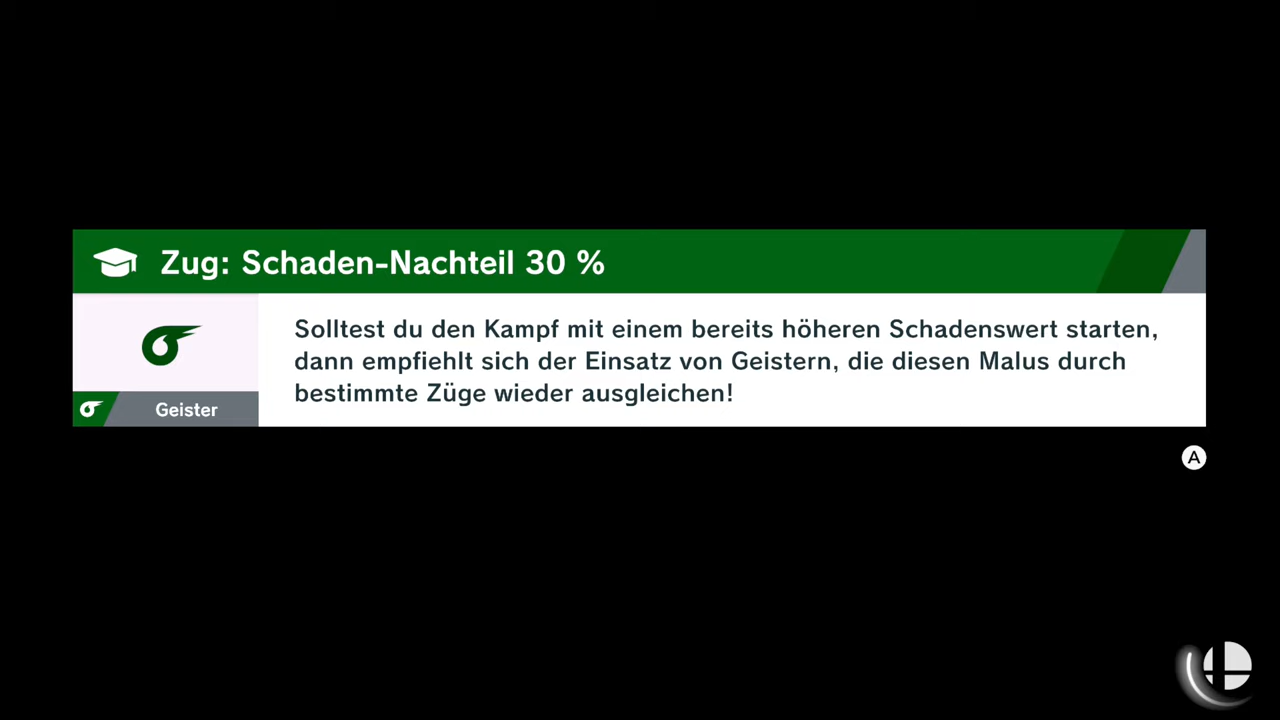 Zug: Schaden-Nachteil 30 %
Solltest du den Kampf mit einem bereits höheren Schadenswert starten,
dann empfiehlt sich der Einsatz von Geistern, die diesen Malus durch
bestimmte Züge wieder ausgleichen!
Geister
A